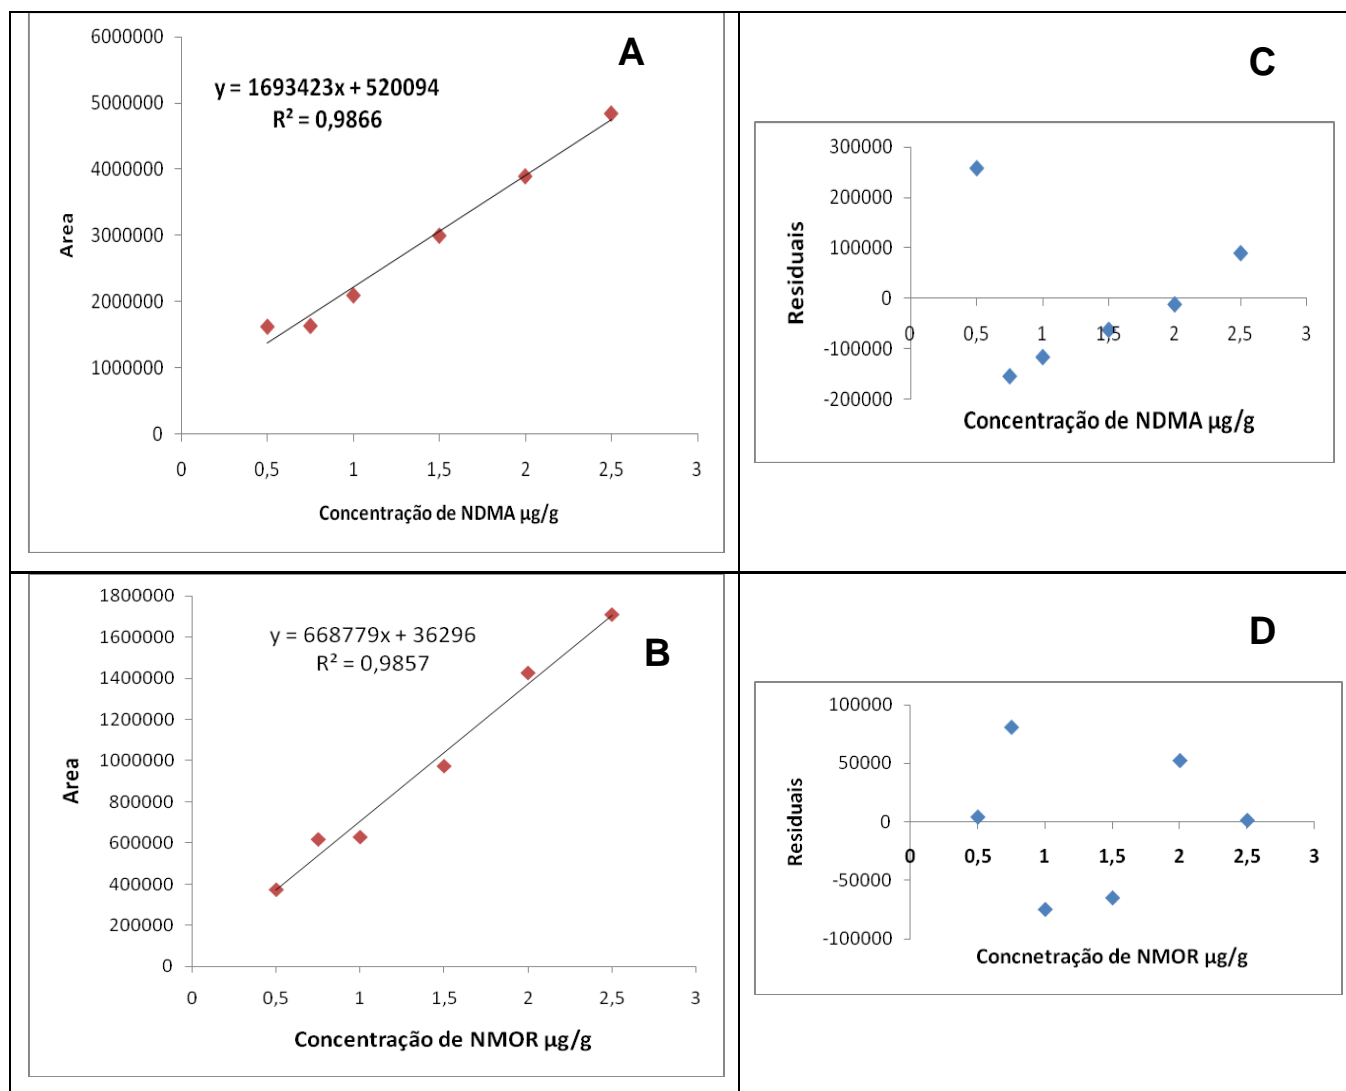 A
6000000
5000000
4000000
3000000
2000000
1000000
0
y = 1693423x + 520094
R² = 0,9866
Area
0 0,5 1 1,5 2 2,5 3
Concentração de NDMA µg/g
C
300000
200000
100000
0
-100000
-200000
Residuais
0 0,5 1 1,5 2 2,5 3
Concentração de NDMA µg/g
B
1800000
1600000
1400000
1200000
1000000
800000
600000
400000
200000
0
y = 668779x + 36296
R² = 0,9857
Area
0 0,5 1 1,5 2 2,5 3
Concentração de NMOR µg/g
D
100000
50000
0
-50000
-100000
Residuais
0 0,5 1 1,5 2 2,5 3
Concnetração de NMOR µg/g